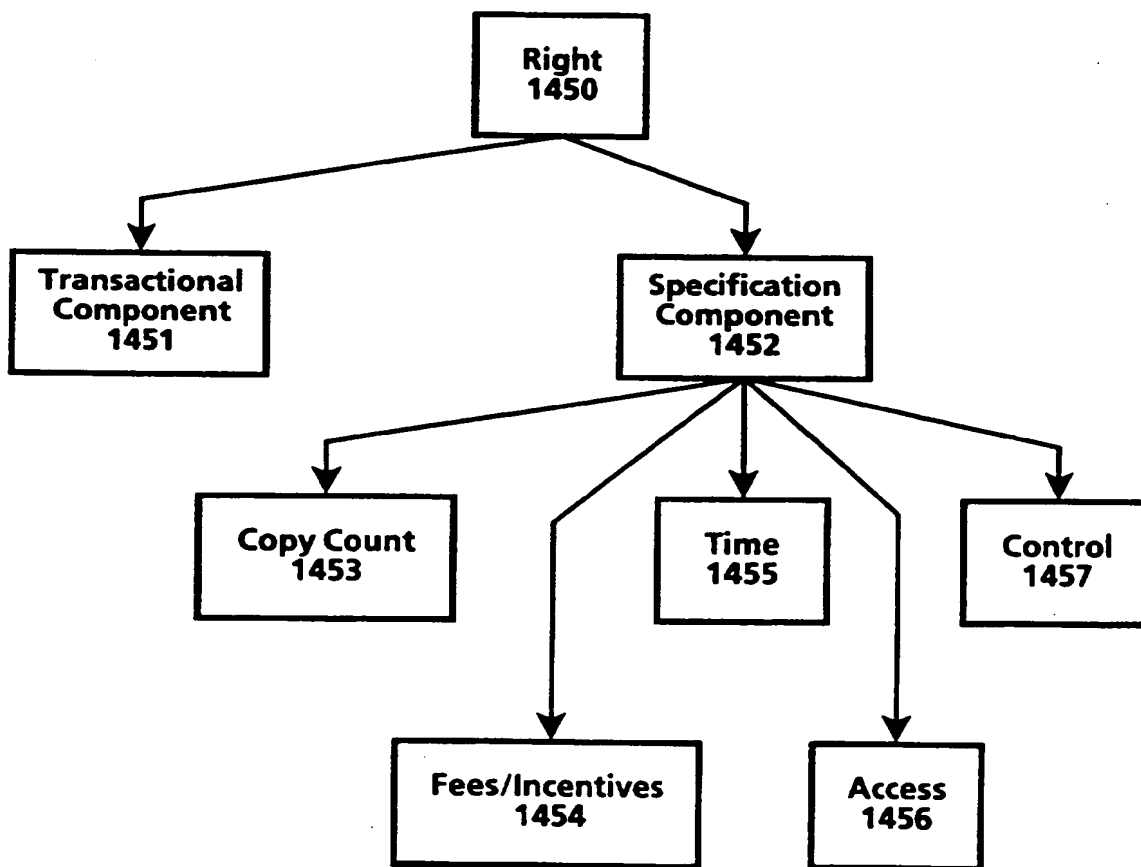 Right
1450
Transactional
Component
1451
Specification
Component
1452
Copy Count
1453
Time
1455
Control
1457
Fees/Incentives
1454
Access
1456